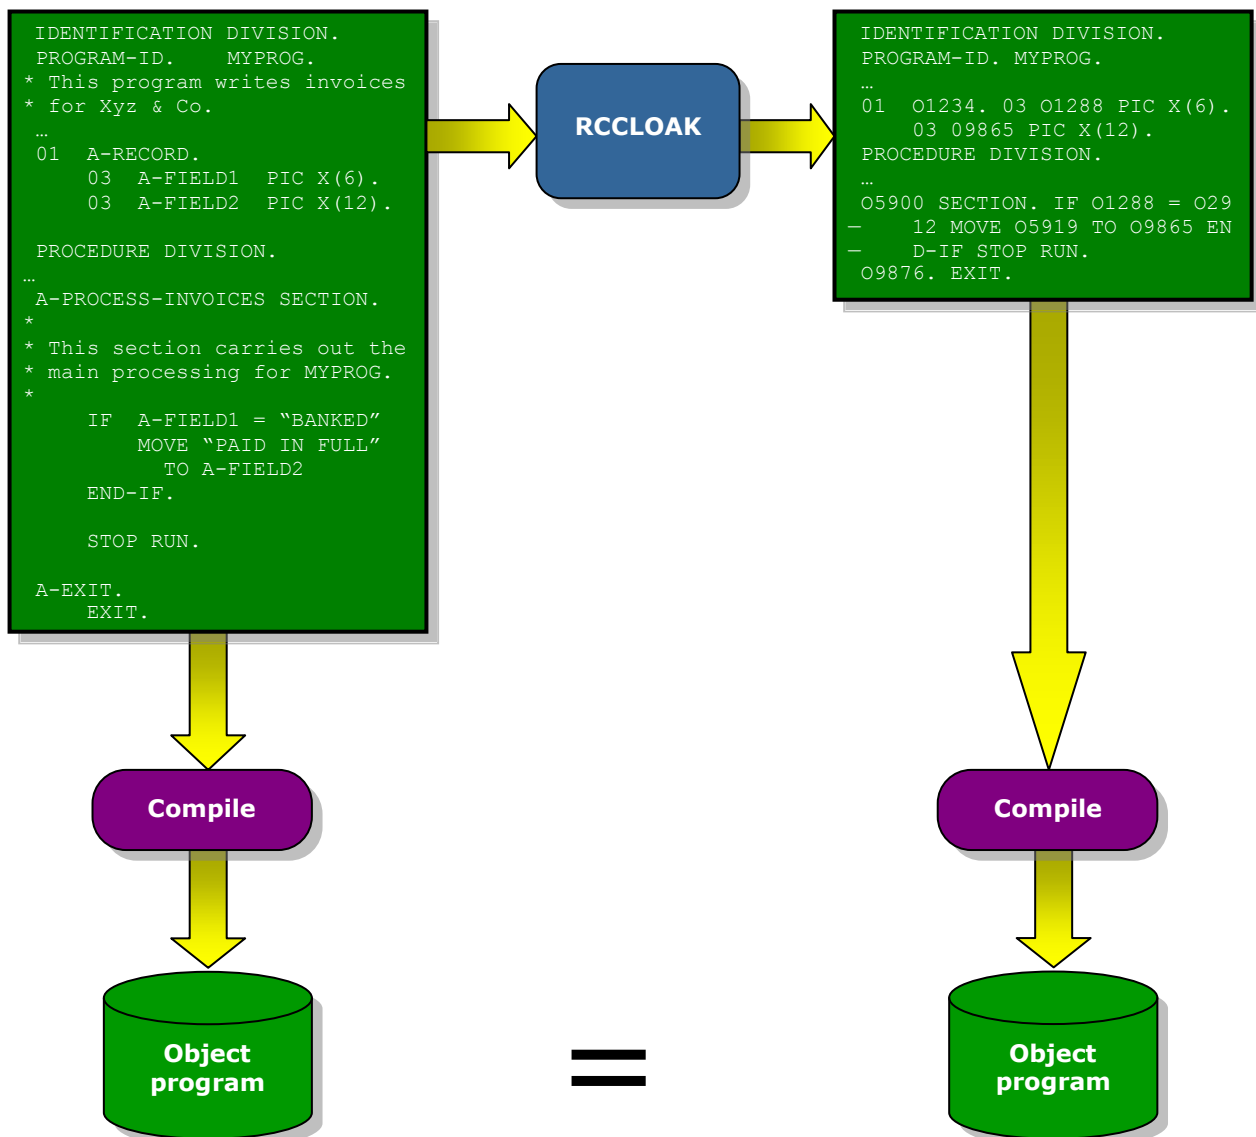 IDENTIFICATION DIVISION.
PROGRAM-ID.    MYPROG.
* This program writes invoices
* for Xyz & Co.
…
01  A-RECORD.
    03  A-FIELD1  PIC X(6).
    03  A-FIELD2  PIC X(12).
PROCEDURE DIVISION.
…
A-PROCESS-INVOICES SECTION.
*
* This section carries out the
* main processing for MYPROG.
*
    IF  A-FIELD1 = “BANKED”
        MOVE “PAID IN FULL”
          TO A-FIELD2
    END-IF.
    STOP RUN.
A-EXIT.
    EXIT.
RCCLOAK
IDENTIFICATION DIVISION.
PROGRAM-ID. MYPROG.
…
01  O1234. 03 O1288 PIC X(6).
    03 09865 PIC X(12).
PROCEDURE DIVISION.
…
O5900 SECTION. IF O1288 = O29
–    12 MOVE O5919 TO O9865 EN
–    D-IF STOP RUN.
O9876. EXIT.
Compile
Compile
Object
program
=
Object
program